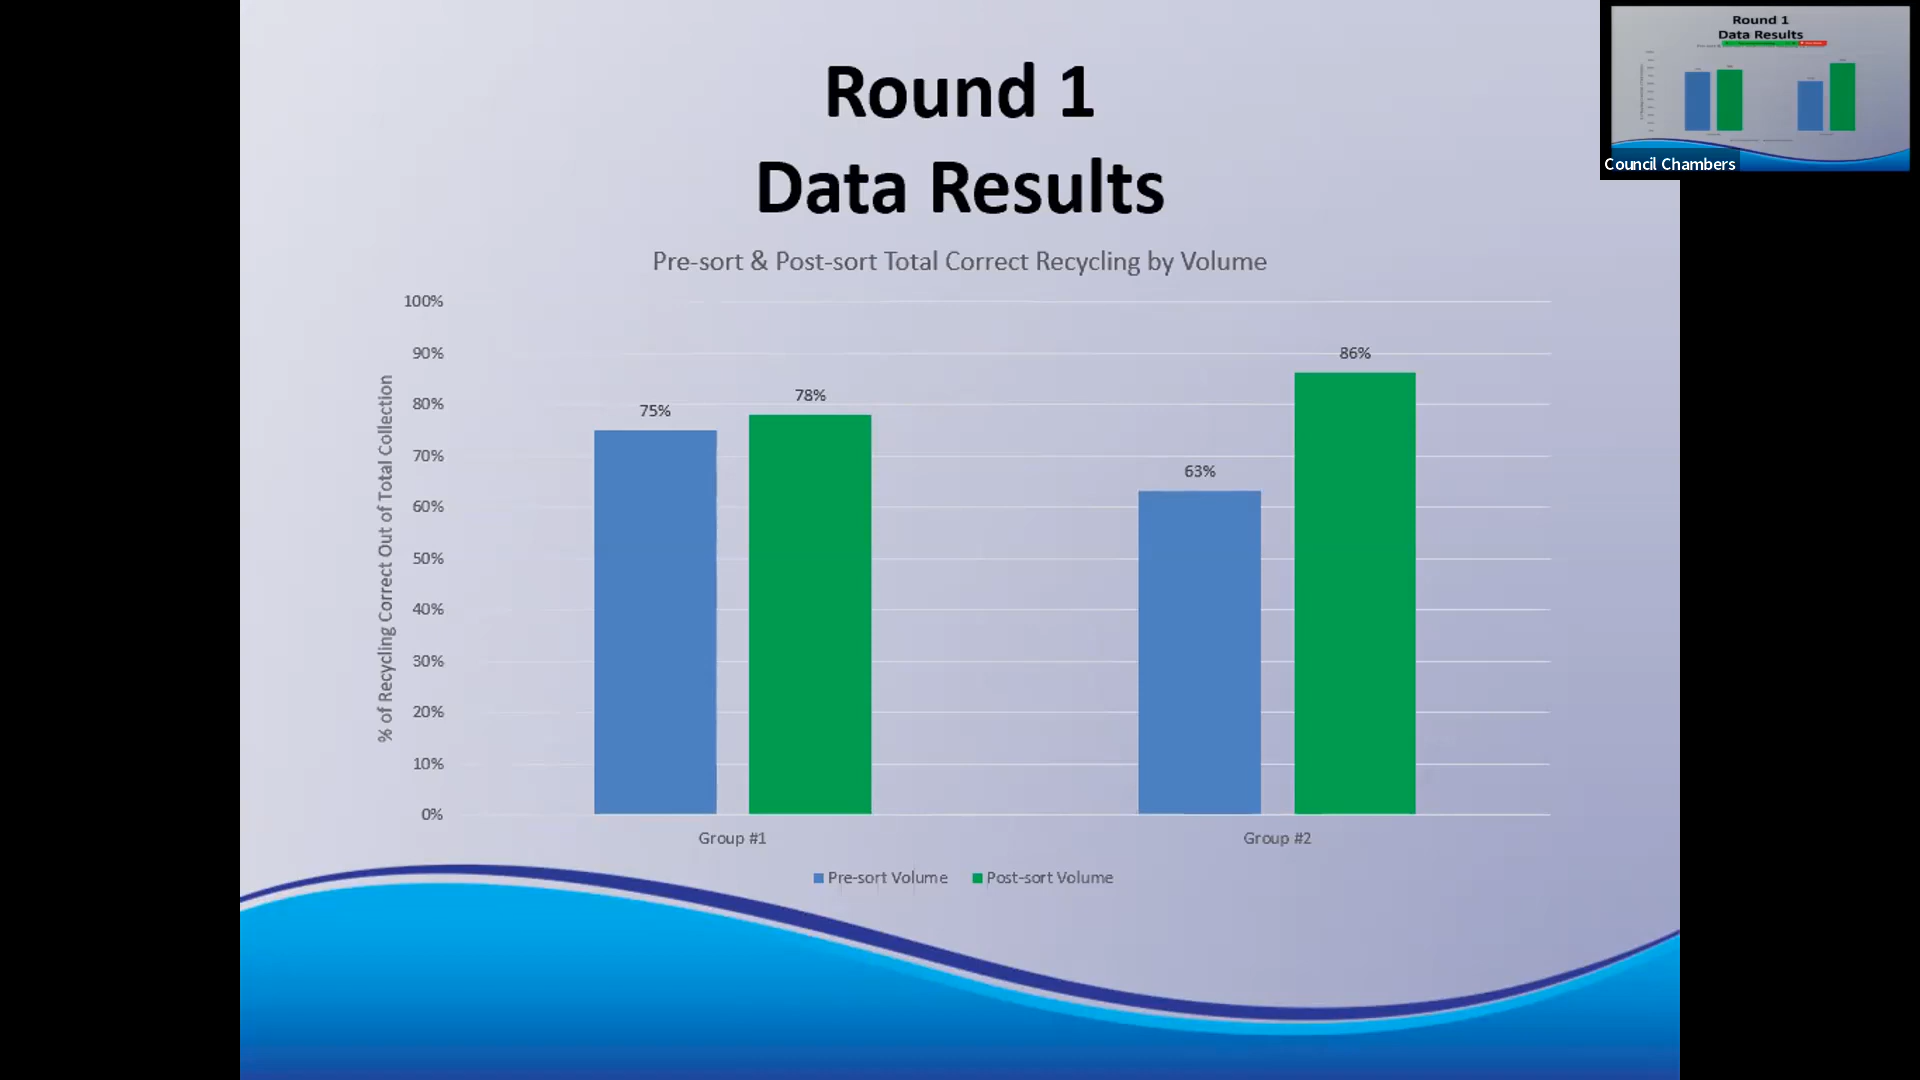 Round 1
Data Results
Pre-sort & Post-sort Total Correct Recycling by Volume
% of Recycling Correct Out of Total Collection
100%
90%
80%
70%
60%
50%
40%
30%
20%
10%
0%
75%
78%
63%
86%
Group #1
Group #2
Pre-sort Volume
Post-sort Volume
Round 1
Data Results
Council Chambers